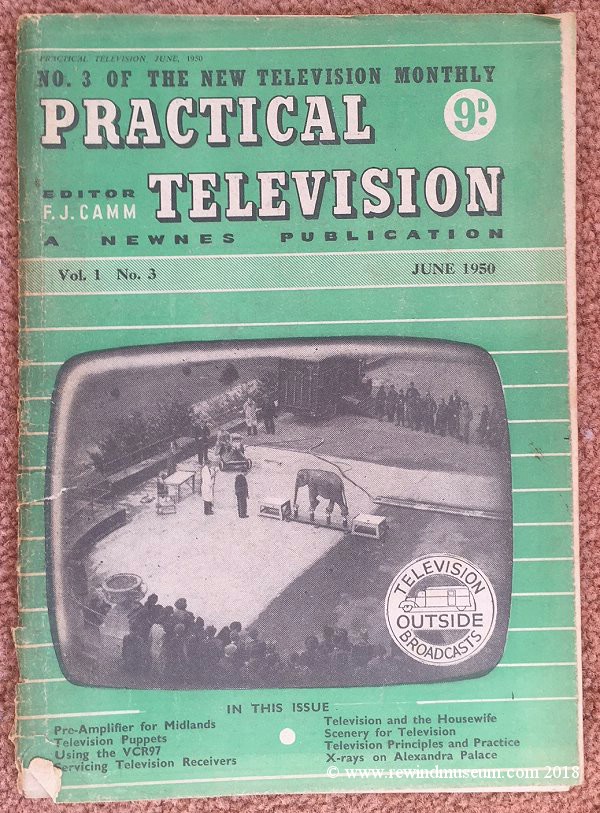 PRACTICAL TELEVISION JUNE, 1950
NO. 3 OF THE NEW TELEVISION MONTHLY
PRACTICAL
9D
EDITOR
F.J. CAMM
TELEVISION
A NEWNES PUBLICATION
Vol. 1 No. 3
JUNE 1950
TELEVISION
OUTSIDE
BROADCASTS
IN THIS ISSUE
Pre-Amplifier for Midlands
Television Puppets
Using the VCR97
Servicing Television Receivers
Television and the Housewife
Scenery for Television
Television Principles and Practice
X-rays on Alexandra Palace
© www.rewindmuseum.com 2018